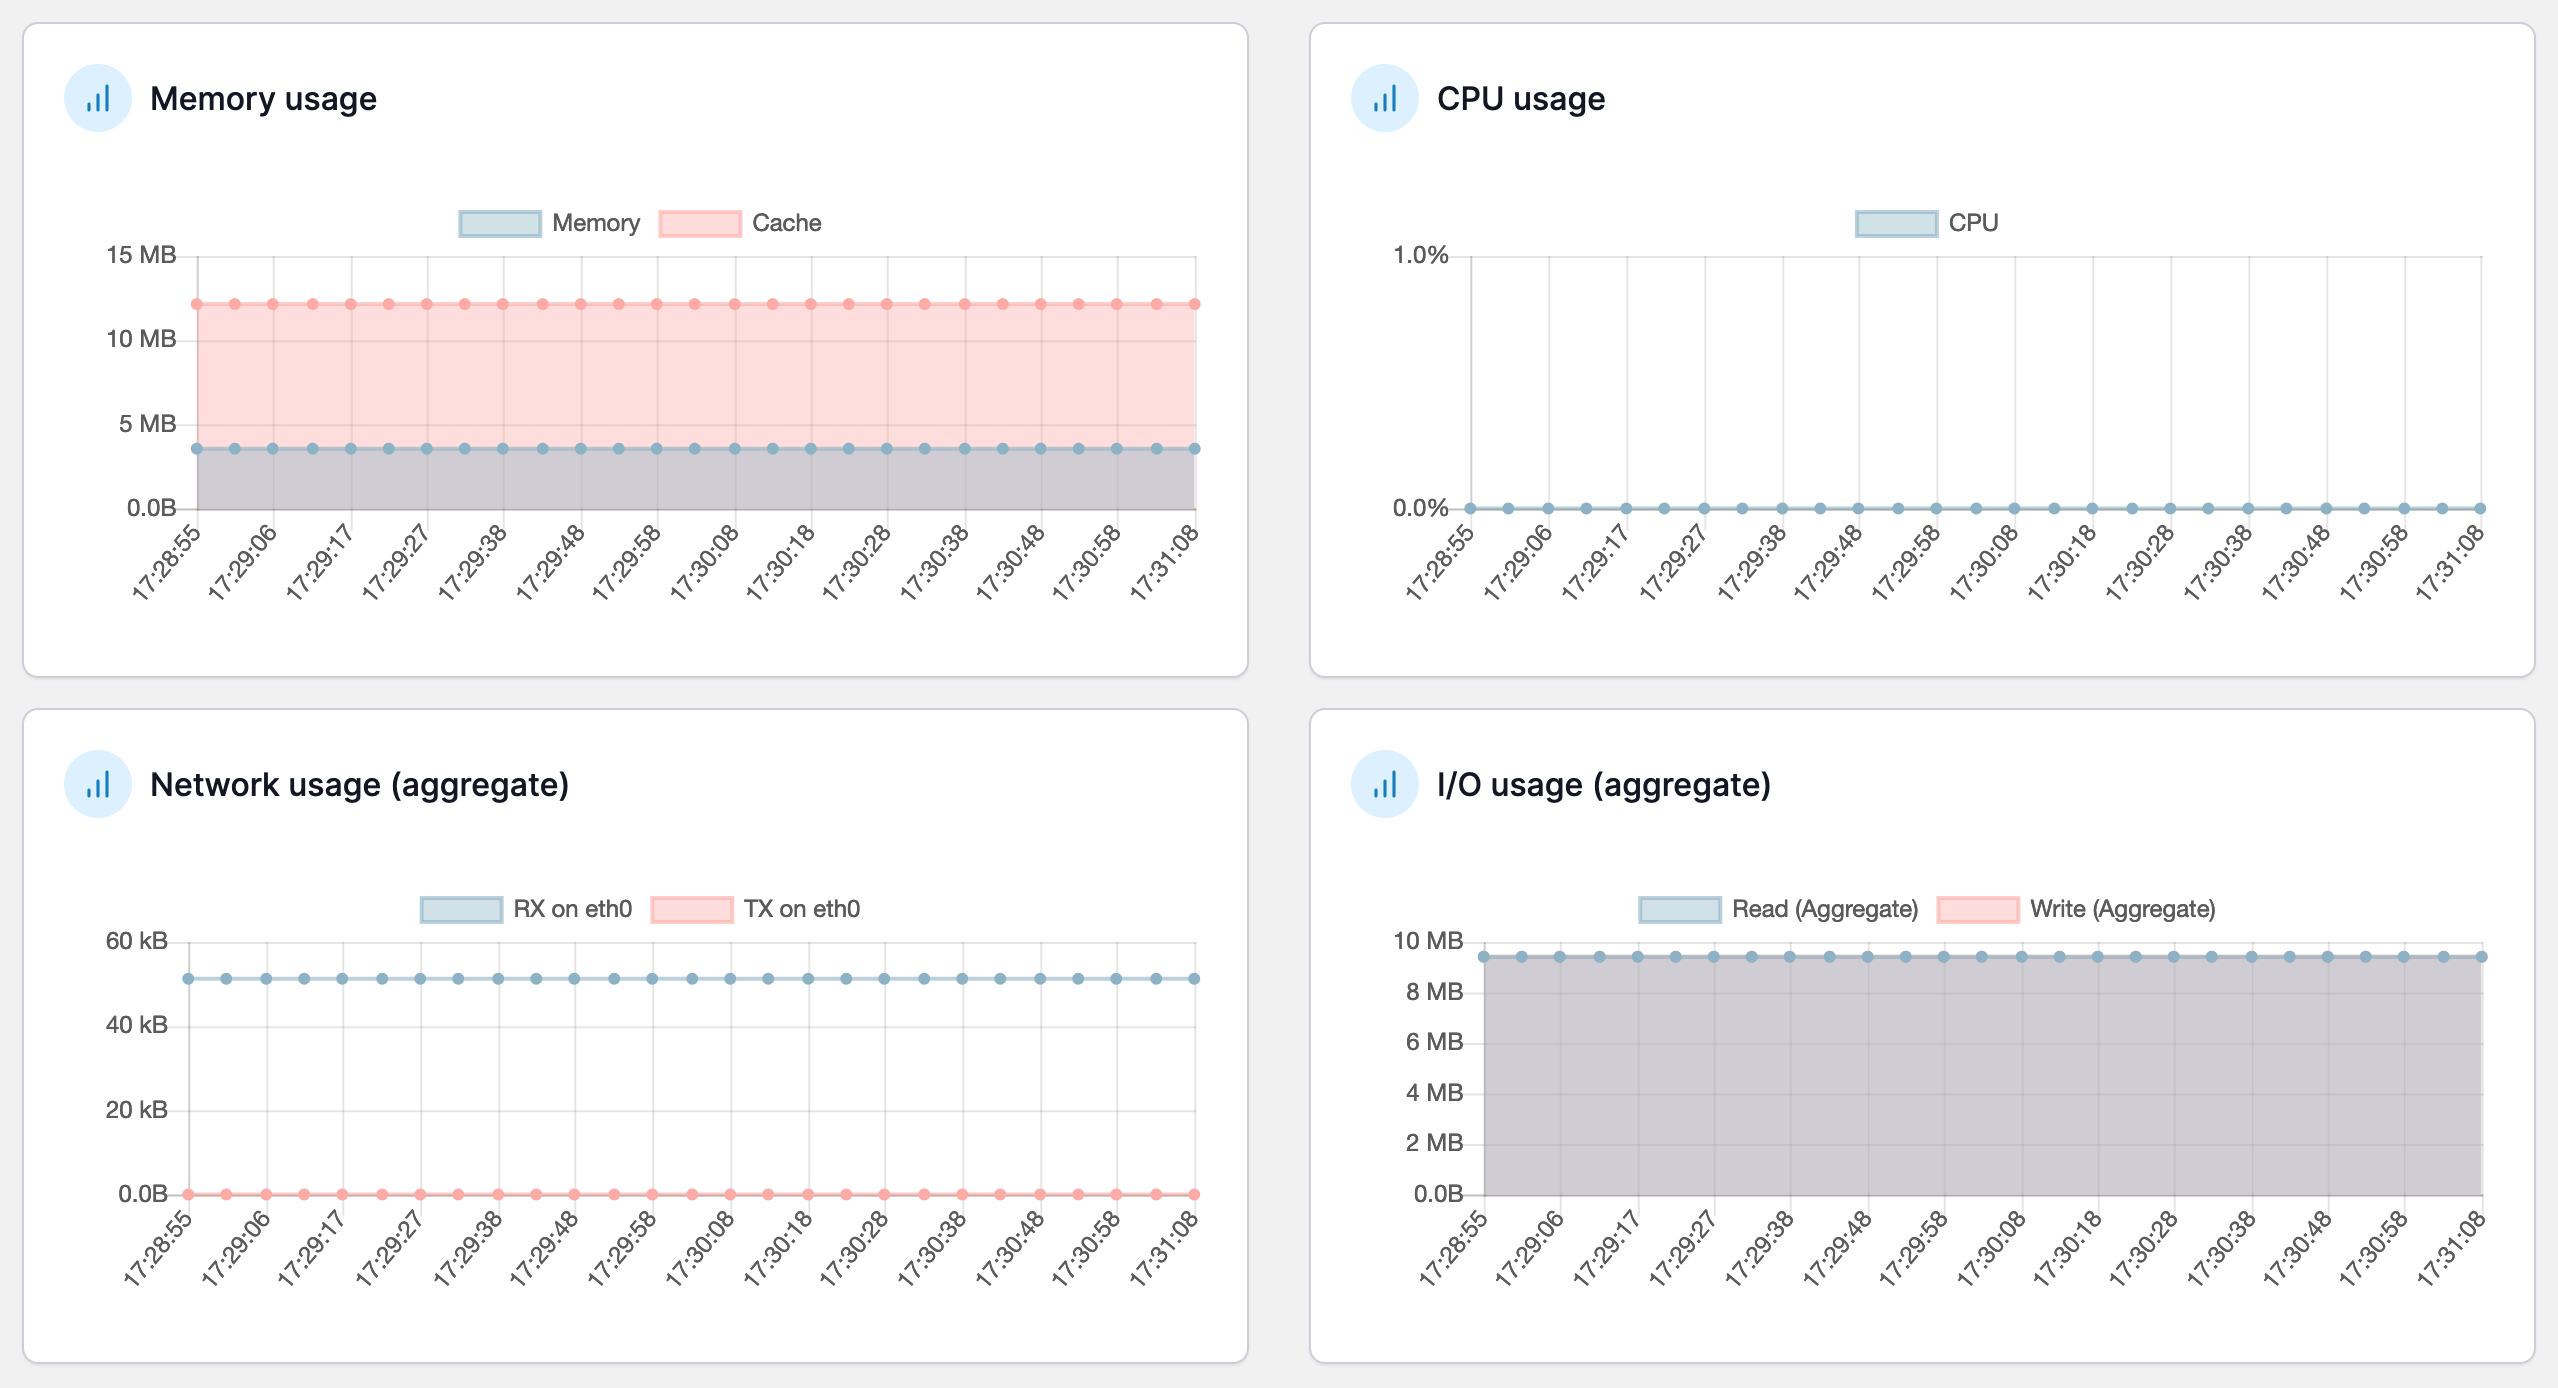 Memory usage
Memory Cache
15 MB
10 MB
5 MB
0.0B
17:28:55 17:29:06 17:29:17 17:29:27 17:29:38 17:29:48 17:29:58 17:30:08 17:30:18 17:30:28 17:30:38 17:30:48 17:30:58 17:31:08
CPU usage
CPU
1.0%
0.0%
17:28:55 17:29:06 17:29:17 17:29:27 17:29:38 17:29:48 17:29:58 17:30:08 17:30:18 17:30:28 17:30:38 17:30:48 17:30:58 17:31:08
Network usage (aggregate)
RX on eth0 TX on eth0
60 kB
40 kB
20 kB
0.0B
17:28:55 17:29:06 17:29:17 17:29:27 17:29:38 17:29:48 17:29:58 17:30:08 17:30:18 17:30:28 17:30:38 17:30:48 17:30:58 17:31:08
I/O usage (aggregate)
Read (Aggregate) Write (Aggregate)
10 MB
8 MB
6 MB
4 MB
2 MB
0.0B
17:28:55 17:29:06 17:29:17 17:29:27 17:29:38 17:29:48 17:29:58 17:30:08 17:30:18 17:30:28 17:30:38 17:30:48 17:30:58 17:31:08